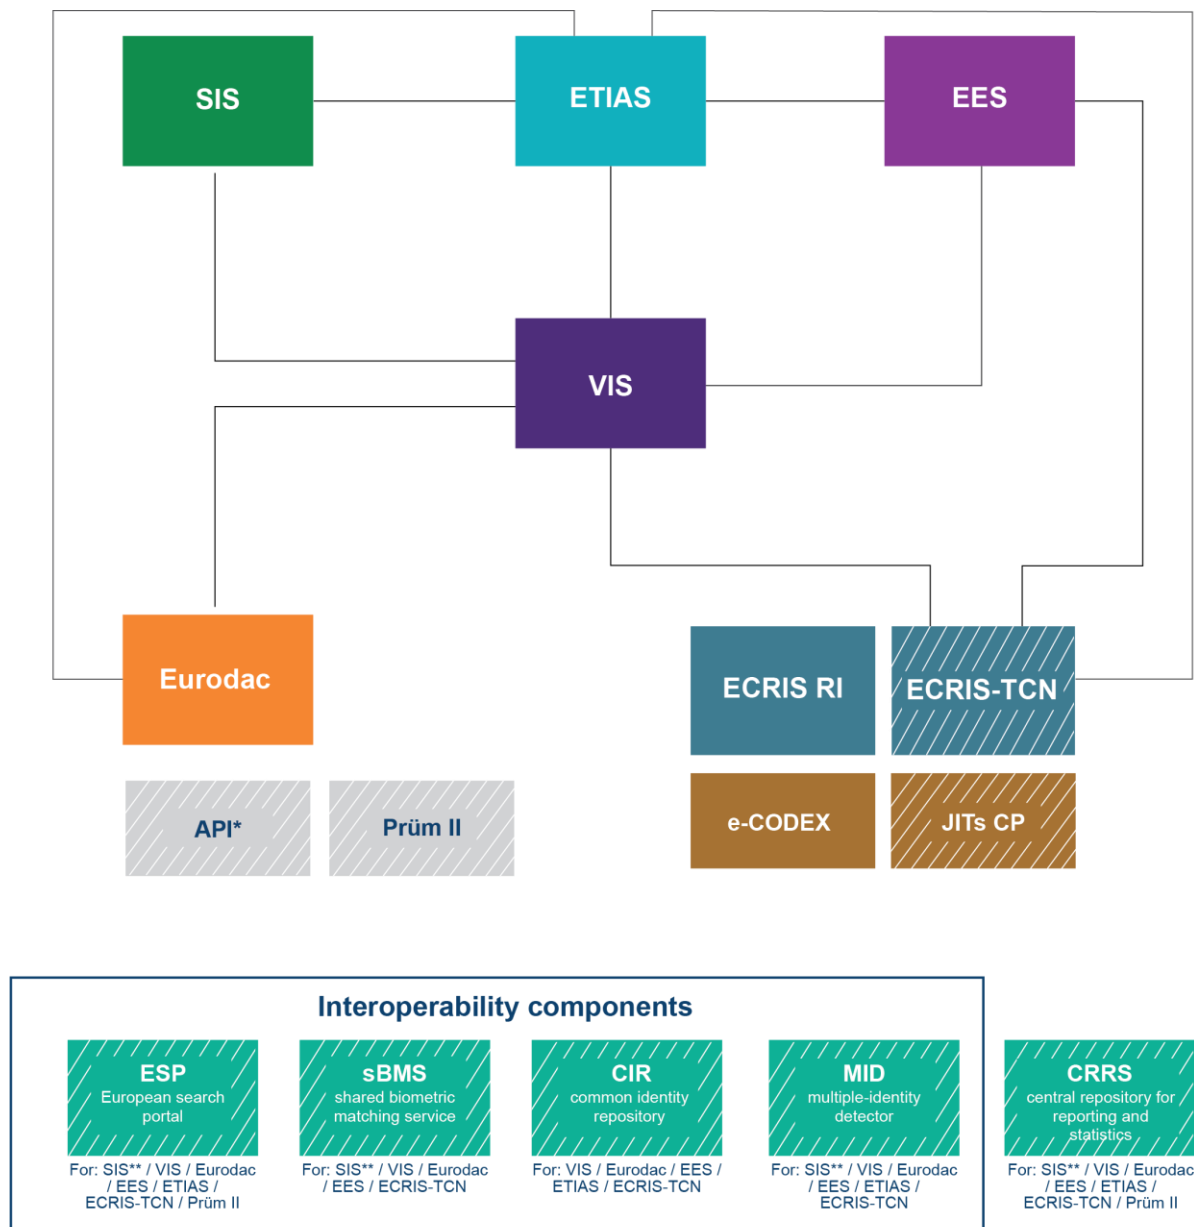 SIS
ETIAS
EES
VIS
Eurodac
ECRIS RI
ECRIS-TCN
API*
Prüm II
e-CODEX
JITs CP
Interoperability components
ESP
European search
portal
For: SIS** / VIS / Eurodac
/ EES / ETIAS /
ECRIS-TCN / Prüm II
sBMS
shared biometric
matching service
For: SIS** / VIS / Eurodac
/ EES / ECRIS-TCN
CIR
common identity
repository
For: VIS / Eurodac / EES /
ETIAS / ECRIS-TCN
MID
multiple-identity
detector
For: SIS** / VIS / Eurodac
/ EES / ETIAS /
ECRIS-TCN
CRRS
central repository for
reporting and
statistics
For: SIS** / VIS / Eurodac
/ EES / ETIAS /
ECRIS-TCN / Prüm II